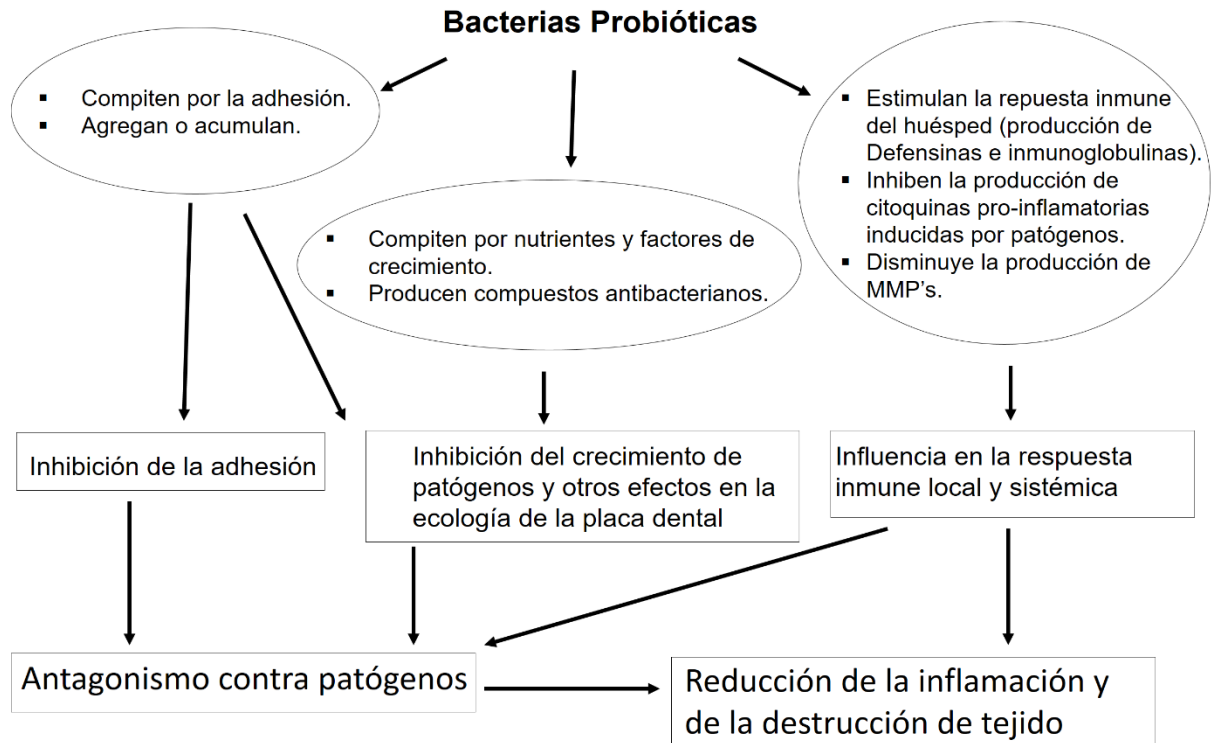 Bacterias Probióticas
▪ Compiten por la adhesión.
▪ Agregan o acumulan.
▪ Compiten por nutrientes y factores de
crecimiento.
▪ Producen compuestos antibacterianos.
▪ Estimulan la repuesta inmune
del huésped (producción de
Defensinas e inmunoglobulinas).
▪ Inhiben la producción de
citoquinas pro-inflamatorias
inducidas por patógenos.
▪ Disminuye la producción de
MMP’s.
Inhibición de la adhesión
Inhibición del crecimiento de
patógenos y otros efectos en la
ecología de la placa dental
Influencia en la respuesta
inmune local y sistémica
Antagonismo contra patógenos
Reducción de la inflamación y
de la destrucción de tejido